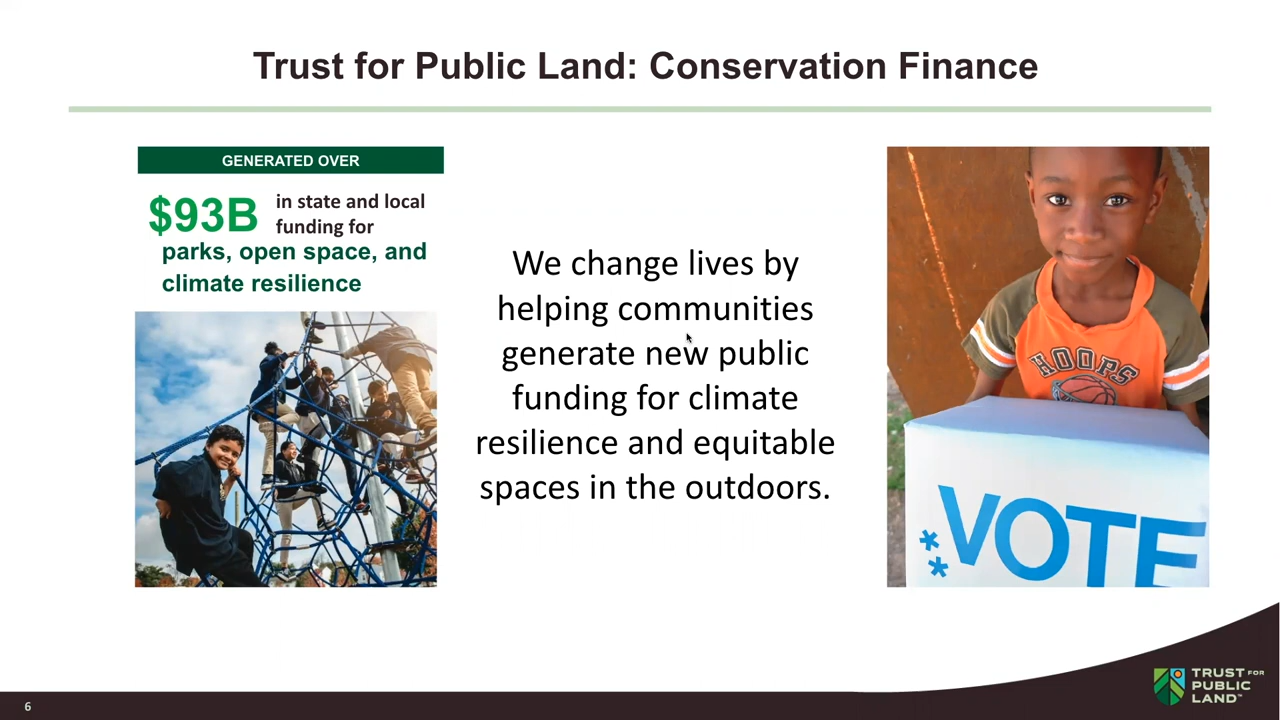 Trust for Public Land: Conservation Finance
GENERATED OVER
$93B in state and local
funding for
parks, open space, and
climate resilience
We change lives by
helping communities
generate new public
funding for climate
resilience and equitable
spaces in the outdoors.
HOOPS
**VOTE
TRUST FOR
PUBLIC
LAND™
6